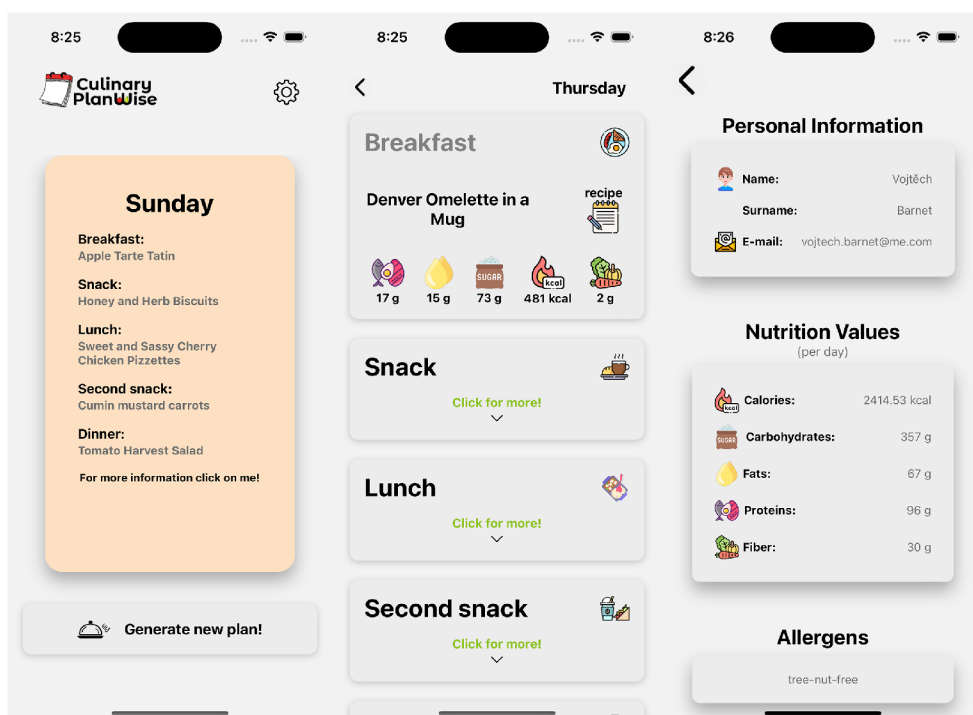 8:25
Culinary
PlanWise
Sunday
Breakfast:
Apple Tarte Tatin
Snack:
Honey and Herb Biscuits
Lunch:
Sweet and Sassy Cherry
Chicken Pizzettes
Second snack:
Cumin mustard carrots
Dinner:
Tomato Harvest Salad
For more information click on me!
Generate new plan!
8:25
Thursday
Breakfast
Denver Omelette in a
Mug
recipe
SUGAR
kcal
17 g
15 g
73 g
481 kcal
2 g
Snack
Click for more!
Lunch
Click for more!
Second snack
Click for more!
8:26
Personal Information
Name: Vojtěch
Surname: Barnet
E-mail: vojtech.barnet@me.com
Nutrition Values
(per day)
kcal
Calories: 2414.53 kcal
SUGAR
Carbohydrates: 357 g
Fats: 67 g
Proteins: 96 g
Fiber: 30 g
Allergens
tree-nut-free